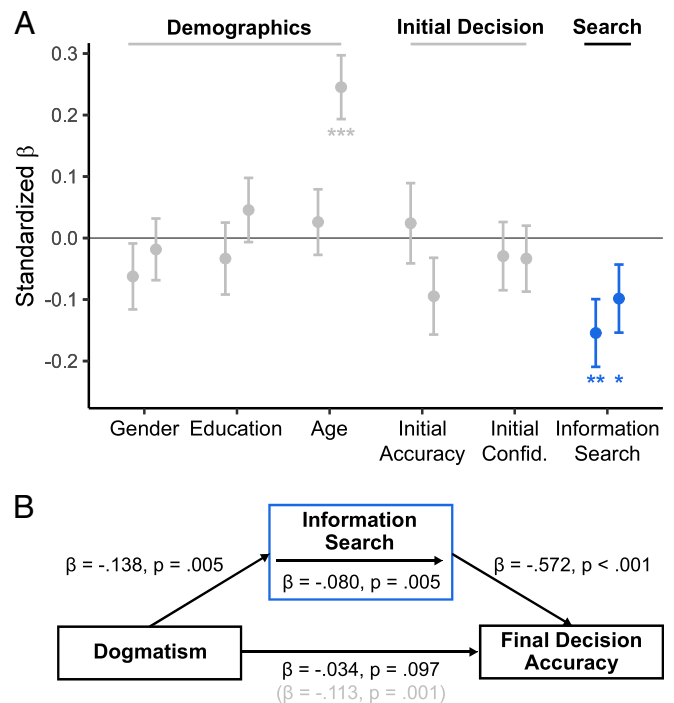 A
Demographics Initial Decision Search
Standardized β
0.3
0.2
0.1
0.0
-0.1
-0.2
***
** *
Gender Education Age Initial Accuracy Initial Confid. Information Search
B
Information
Search
β = -.080, p = .005
β = -.138, p = .005
β = -.572, p < .001
Dogmatism
Final Decision
Accuracy
β = -.034, p = .097
(β = -.113, p = .001)